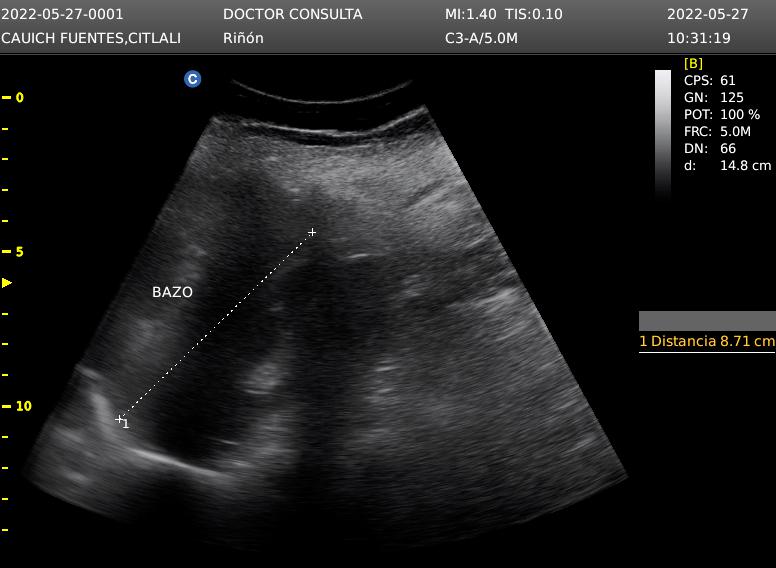 2022-05-27-0001 DOCTOR CONSULTA MI:1.40 TIS:0.10 2022-05-27
CAUICH FUENTES,CITLALI Riñón C3-A/5.0M 10:31:19
C
[B]
CPS: 61
GN: 125
POT: 100 %
FRC: 5.0M
DN: 66
d: 14.8 cm
0
5
10
BAZO
1
1 Distancia 8.71 cm